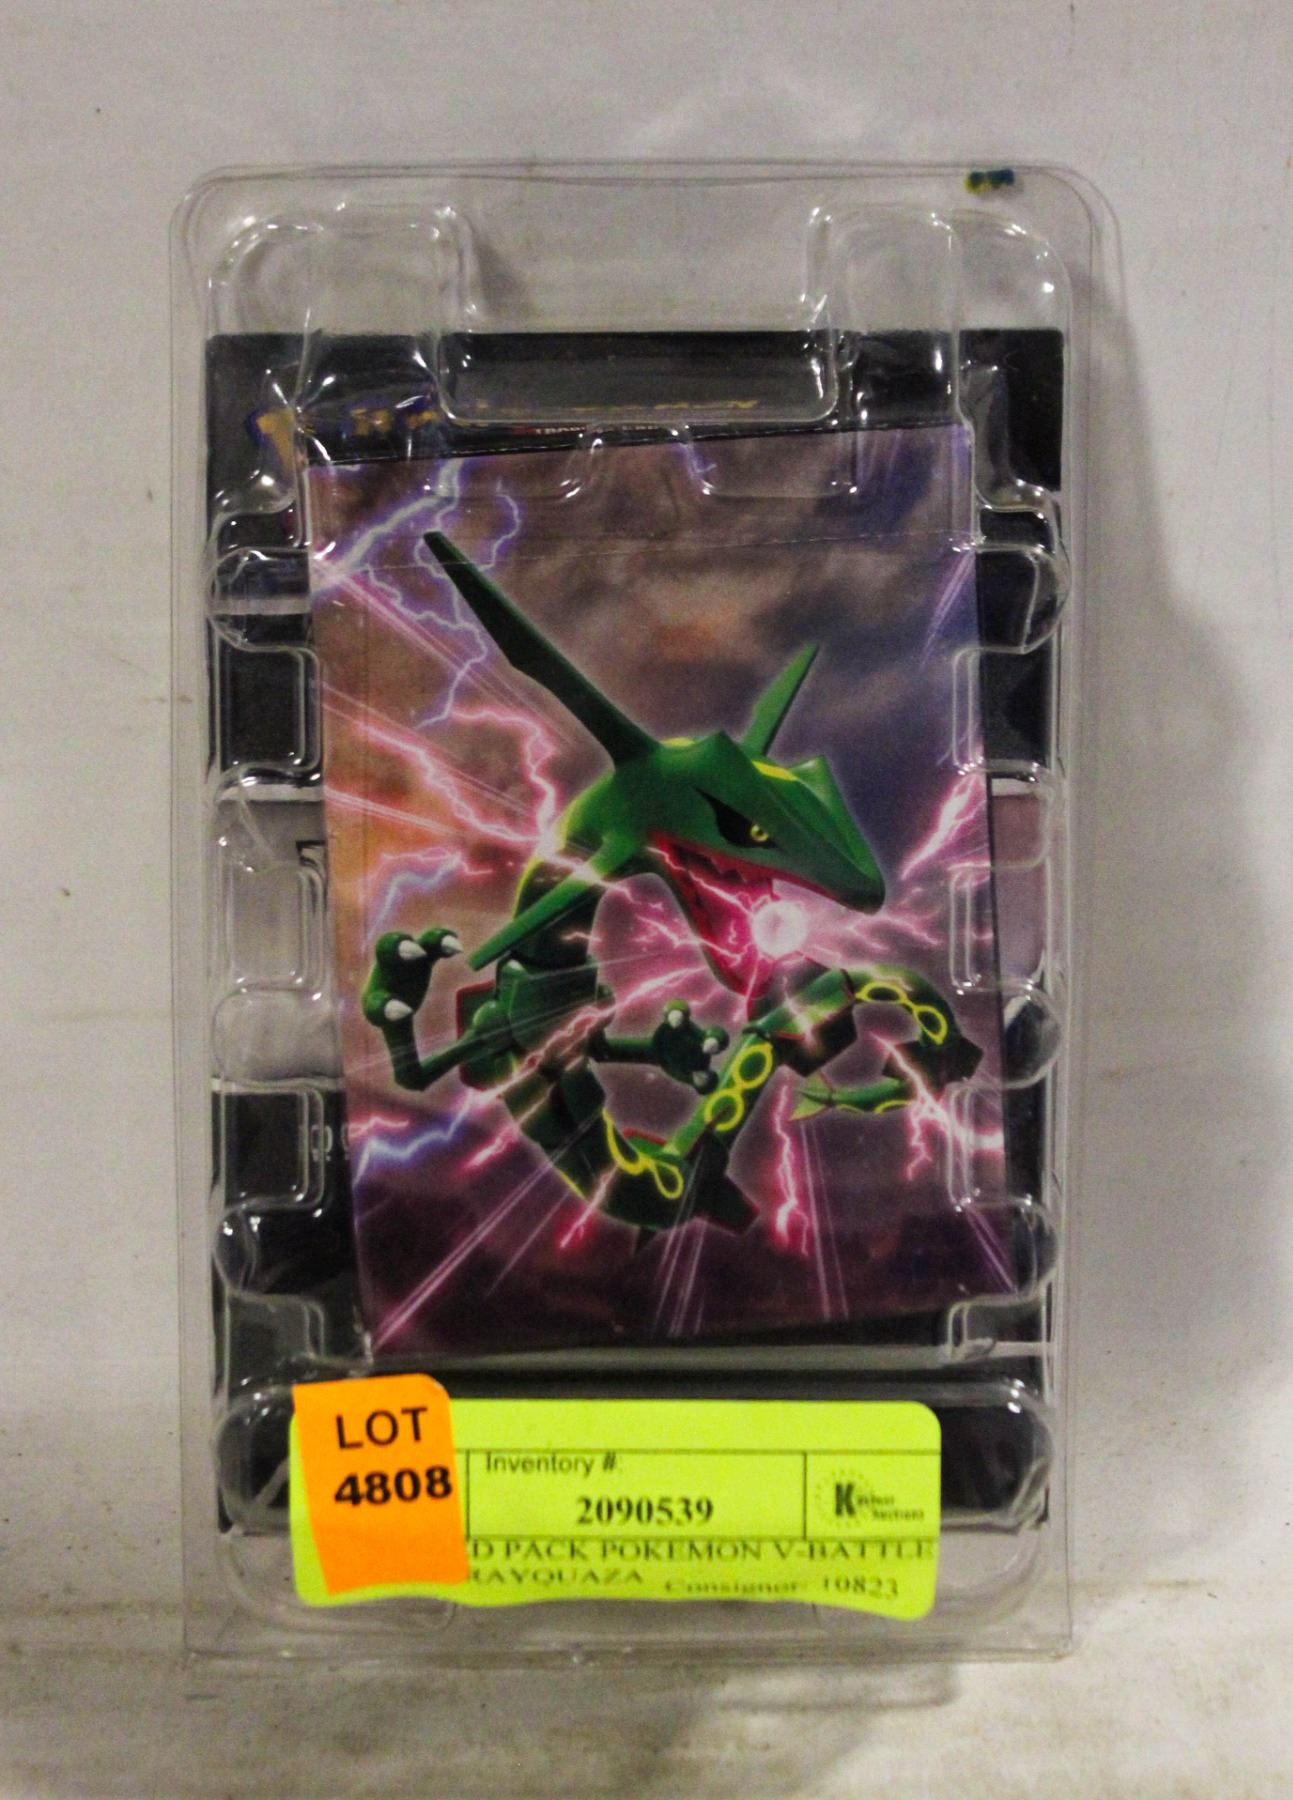 LOT
4808
Inventory #:
2090539
D PACK POKEMON V-BATTLE
RAYQUAZA Consignor: 10823